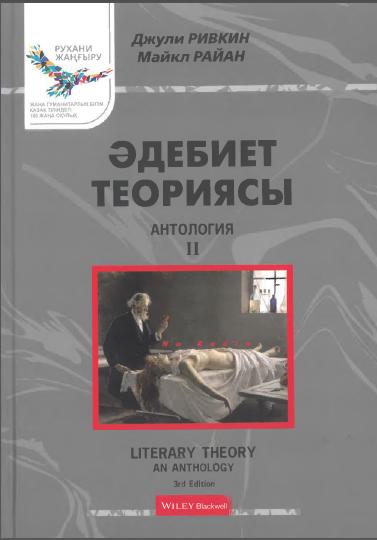 РУХАНИ
ЖАҢҒЫРУ
ЖАҢА ГУМАНИТАРЛЫҚ БІЛІМ
ҚАЗАҚ ТІЛІНДЕГІ
100 ЖАҢА ОҚУЛЫҚ
Джули РИВКИН
Майкл РАЙАН
ӘДЕБИЕТ
ТЕОРИЯСЫ
АНТОЛОГИЯ
II
LITERARY THEORY
AN ANTHOLOGY
3rd Edition
WILEY Blackwell